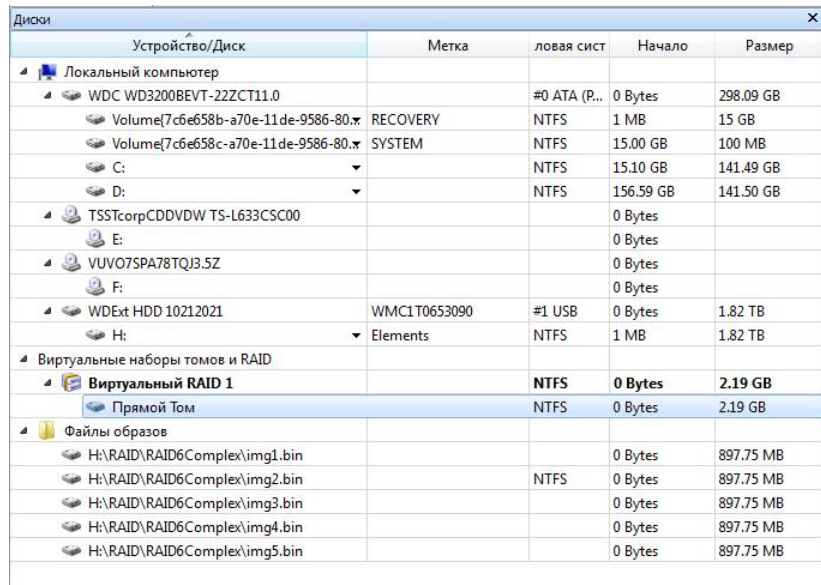 Диски
Устройство/Диск Метка ловая сист Начало Размер
Локальный компьютер
WDC WD3200BEVT-22ZCT11.0 #0 ATA (P... 0 Bytes 298.09 GB
Volume{7c6e658b-a70e-11de-9586-80... RECOVERY NTFS 1 MB 15 GB
Volume{7c6e658c-a70e-11de-9586-80... SYSTEM NTFS 15.00 GB 100 MB
C: NTFS 15.10 GB 141.49 GB
D: NTFS 156.59 GB 141.50 GB
TSSTcorpCDDVDW TS-L633CSC00 0 Bytes
E: 0 Bytes
VUVO7SPA78TQJ3.5Z 0 Bytes
F: 0 Bytes
WDExt HDD 10212021 WMC1T0653090 #1 USB 0 Bytes 1.82 TB
H: Elements NTFS 1 MB 1.82 TB
Виртуальные наборы томов и RAID
Виртуальный RAID 1 NTFS 0 Bytes 2.19 GB
Прямой Том NTFS 0 Bytes 2.19 GB
Файлы образов
H:\RAID\RAID6Complex\img1.bin 0 Bytes 897.75 MB
H:\RAID\RAID6Complex\img2.bin NTFS 0 Bytes 897.75 MB
H:\RAID\RAID6Complex\img3.bin 0 Bytes 897.75 MB
H:\RAID\RAID6Complex\img4.bin 0 Bytes 897.75 MB
H:\RAID\RAID6Complex\img5.bin 0 Bytes 897.75 MB